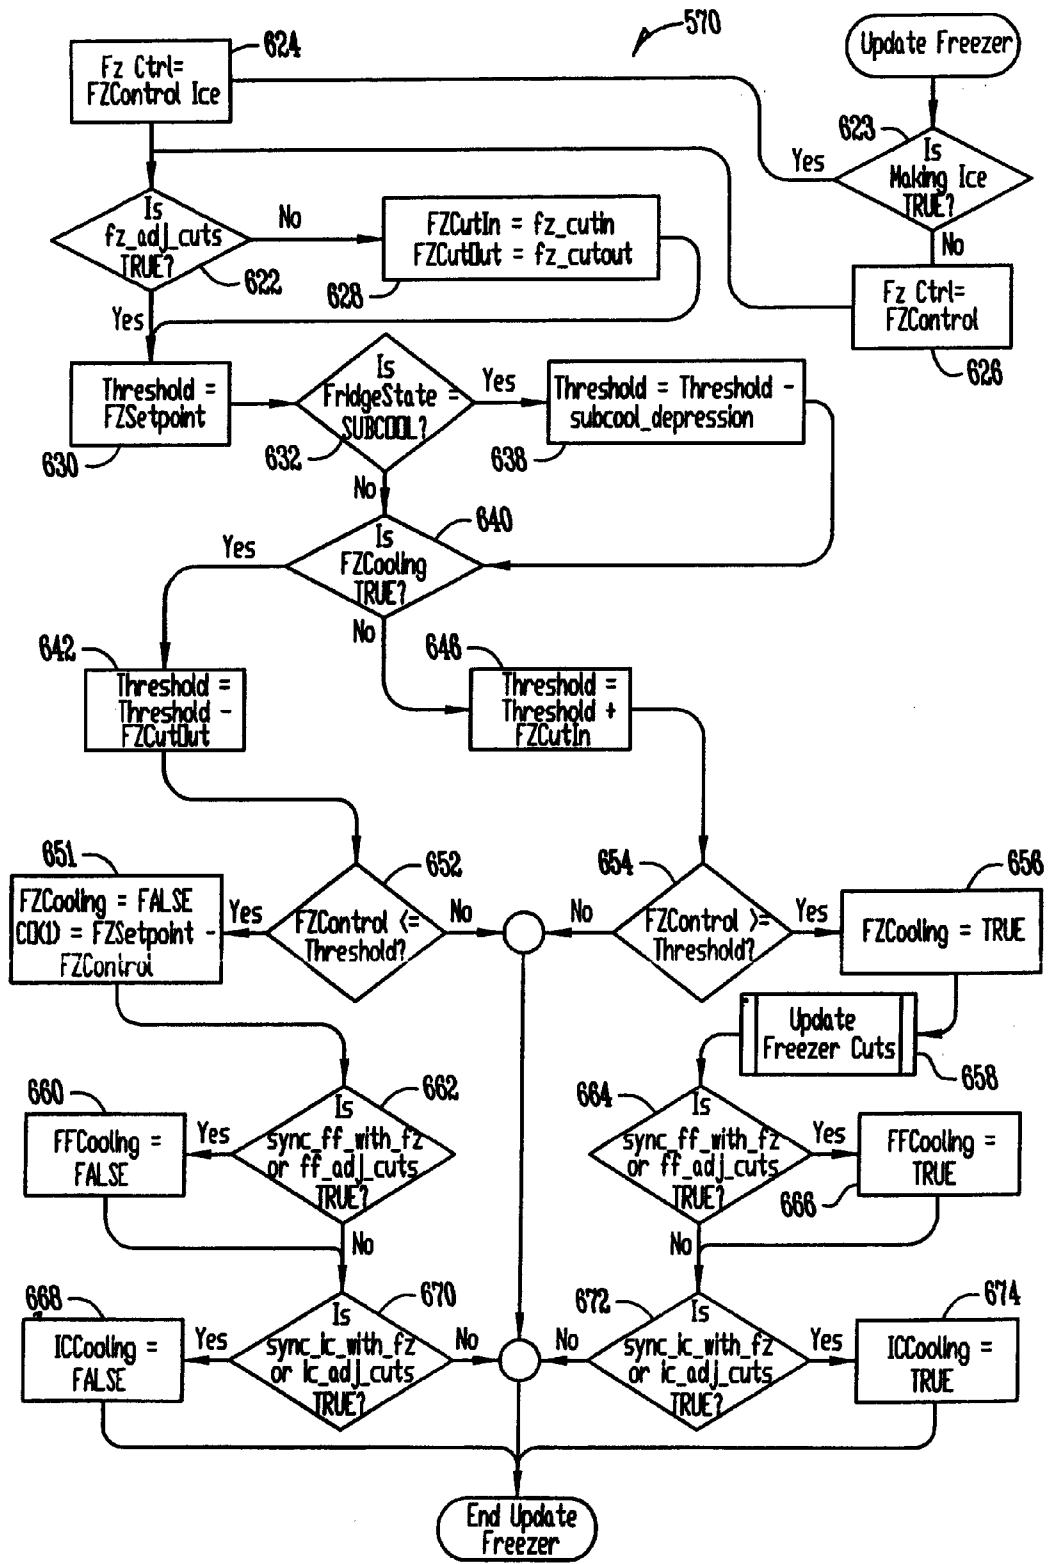 570
Update Freezer
623
Is
Making Ice
TRUE?
Yes
No
624
Fz Ctrl=
FZControl Ice
Fz Ctrl=
FZControl
626
Is
fz_adj_cuts
TRUE?
622
No
Yes
FZCutIn = fz_cutin
FZCutOut = fz_cutout
628
Threshold =
FZSetpoint
630
Is
FridgeState =
SUBCOOL?
632
Yes
No
Threshold = Threshold -
subcool_depression
638
640
Is
FZCooling
TRUE?
Yes
No
642
Threshold =
Threshold -
FZCutOut
646
Threshold =
Threshold +
FZCutIn
651
FZCooling = FALSE
CD(1) = FZSetpoint -
FZControl
Yes
652
FZControl <=
Threshold?
No
654
No
FZControl >=
Threshold?
Yes
656
FZCooling = TRUE
Update
Freezer Cuts
658
660
FFCooling =
FALSE
Yes
662
Is
sync_ff_with_fz
or ff_adj_cuts
TRUE?
No
664
Is
sync_ff_with_fz
or ff_adj_cuts
TRUE?
Yes
No
FFCooling =
TRUE
666
668
ICCooling =
FALSE
Yes
670
Is
sync_ic_with_fz
or ic_adj_cuts
TRUE?
No
672
No
Is
sync_ic_with_fz
or ic_adj_cuts
TRUE?
Yes
674
ICCooling =
TRUE
End Update
Freezer